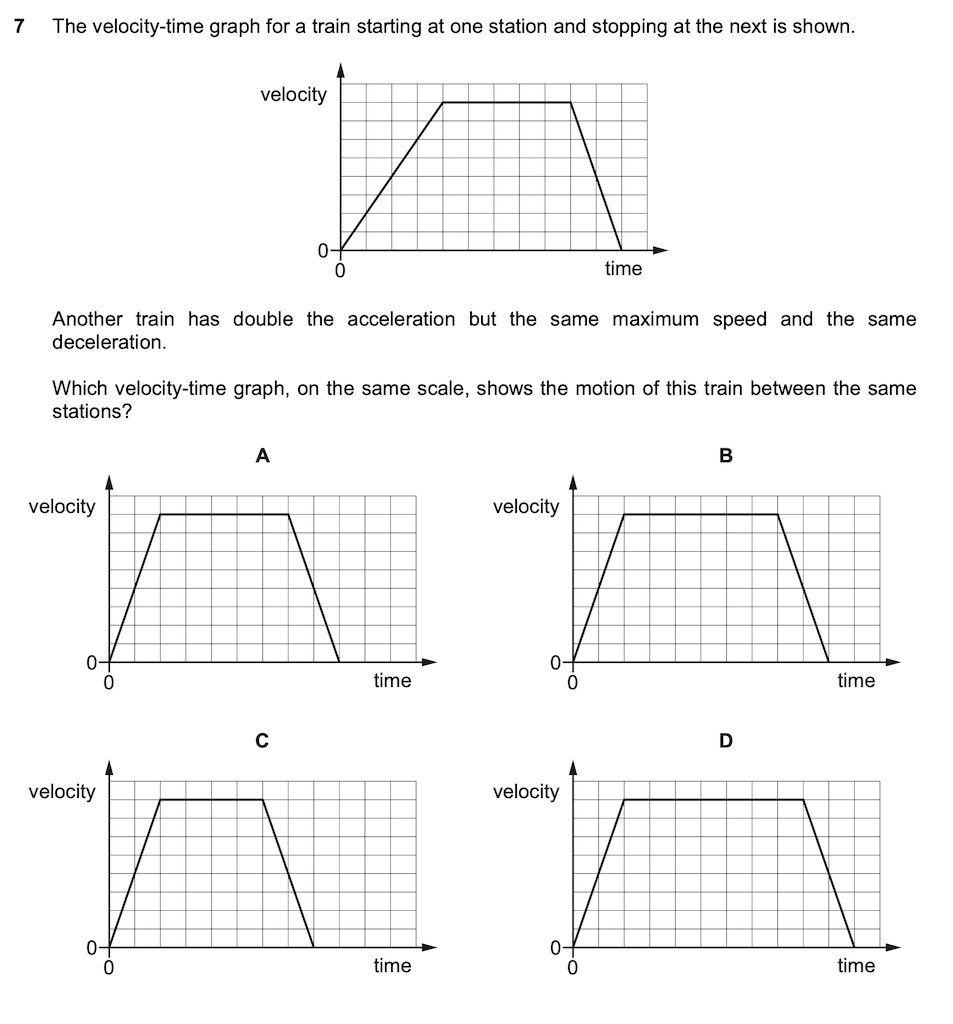 7 The velocity-time graph for a train starting at one station and stopping at the next is shown.
velocity
0
0
time
Another train has double the acceleration but the same maximum speed and the same
deceleration.
Which velocity-time graph, on the same scale, shows the motion of this train between the same
stations?
A
velocity
0
0
time
B
velocity
0
0
time
C
velocity
0
0
time
D
velocity
0
0
time